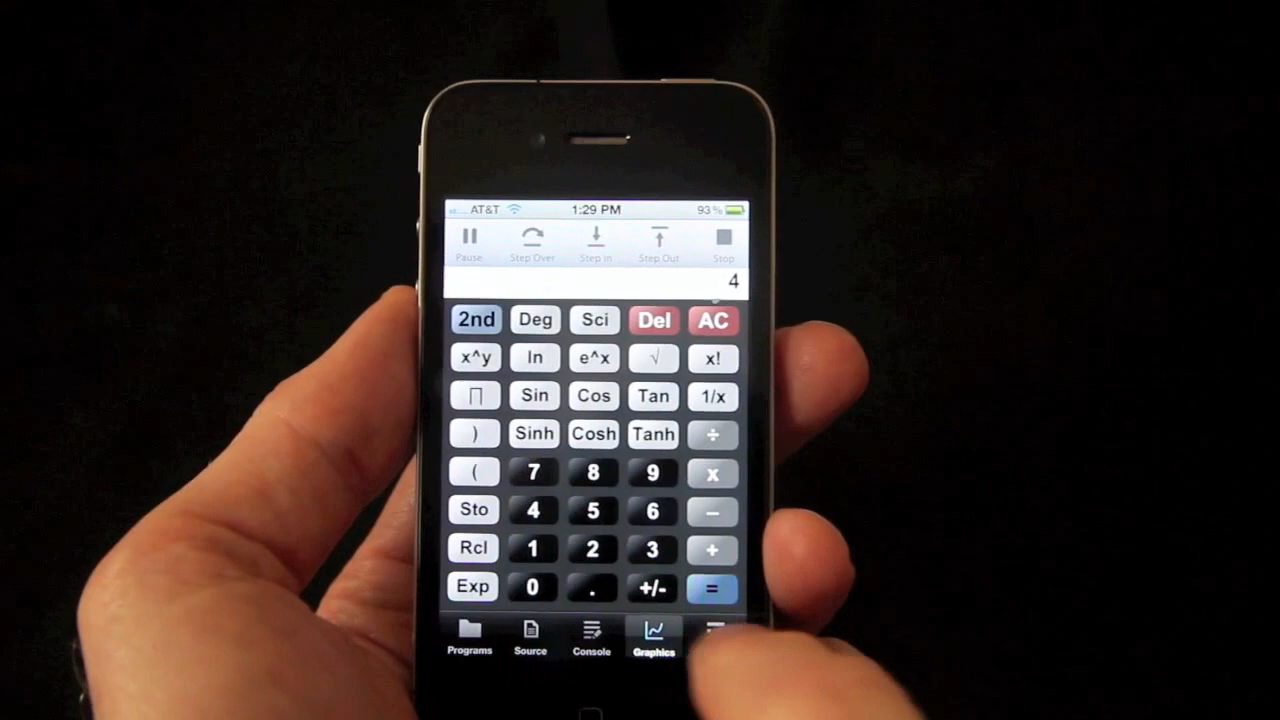 AT&T 1:29 PM 93%
Pause Step Over Step in Step Out Stop
4
2nd Deg Sci Del AC
x^y ln e^x √ x!
∏ Sin Cos Tan 1/x
) Sinh Cosh Tanh ÷
( 7 8 9 x
Sto 4 5 6 −
Rcl 1 2 3 +
Exp 0 . +/- =
Programs Source Console Graphics